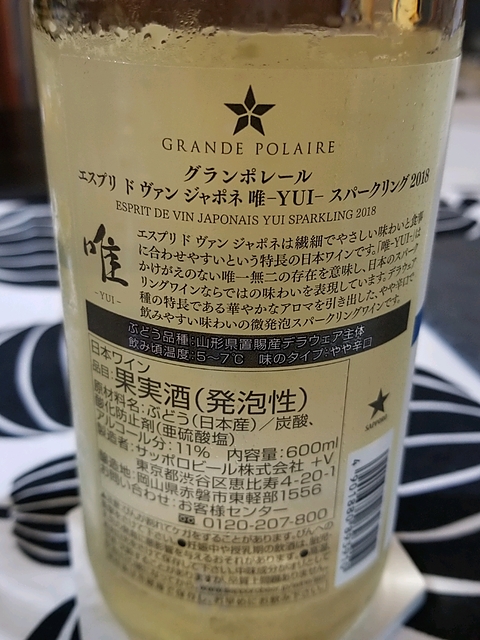 GRANDE POLAIRE
グランポレール
エスプリ ド ヴァン ジャポネ 唯-YUI- スパークリング 2018
ESPRIT DE VIN JAPONAIS YUI SPARKLING 2018
唯
-YUI-
エスプリ ド ヴァン ジャポネは繊細でやさしい味わいと食事
に合わせやすいという特長の日本ワインです。「唯-YUI-」は
かけがえのない唯一無二の存在を意味し、日本のスパーク
リングワインならではの味わいを表現しています。デラウェア
種の特長である華やかなアロマを引き出した、やや辛口で
飲みやすい味わいの微発泡スパークリングワインです。
ぶどう品種:山形県置賜産デラウェア主体
飲み頃温度:5~7℃ 味のタイプ:やや辛口
日本ワイン
品目:果実酒(発泡性)
原材料名:ぶどう(日本産)/炭酸、
酸化防止剤(亜硫酸塩)
アルコール分:11% 内容量:600ml
製造者:サッポロビール株式会社 +V
東京都渋谷区恵比寿4-20-1
製造地:岡山県赤磐市東軽部1556
お問い合わせ:お客様センター
0120-207-800
SAPPORO